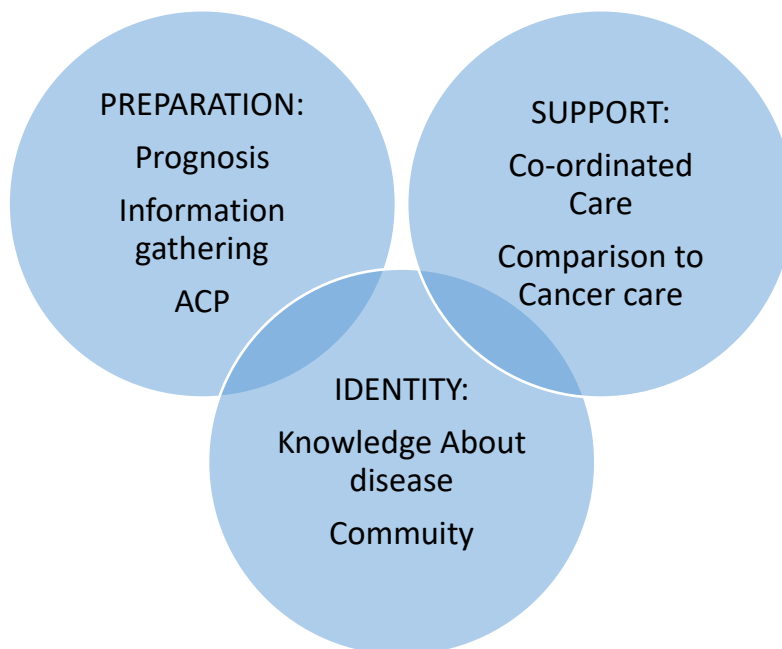 PREPARATION:
Prognosis
Information
gathering
ACP
SUPPORT:
Co-ordinated
Care
Comparison to
Cancer care
IDENTITY:
Knowledge About
disease
Commuity